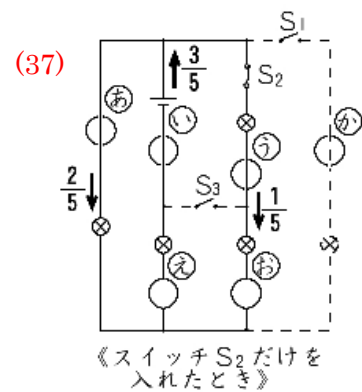 (37)
S₁
3/5
S₂
あ
い
う
か
2/5
S₃
1/5
え
お
《スイッチS₂だけを
入れたとき》